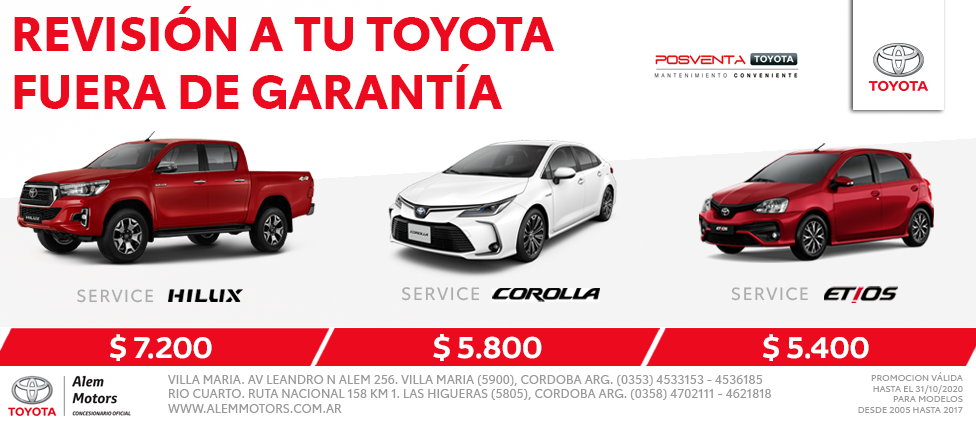 REVISIÓN A TU TOYOTA
FUERA DE GARANTÍA
POSVENTA TOYOTA
MANTENIMIENTO CONVENIENTE
TOYOTA
HILUX
COROLLA
ETIOS
SERVICE HILUX
SERVICE COROLLA
SERVICE ETIOS
$ 7.200
$ 5.800
$ 5.400
TOYOTA
Alem
Motors
CONCESIONARIO OFICIAL
VILLA MARIA. AV LEANDRO N ALEM 256. VILLA MARIA (5900), CORDOBA ARG. (0353) 4533153 - 4536185
RIO CUARTO. RUTA NACIONAL 158 KM 1. LAS HIGUERAS (5805), CORDOBA ARG. (0358) 4702111 - 4621818
WWW.ALEMMOTORS.COM.AR
PROMOCION VÁLIDA
HASTA EL 31/10/2020
PARA MODELOS
DESDE 2005 HASTA 2017